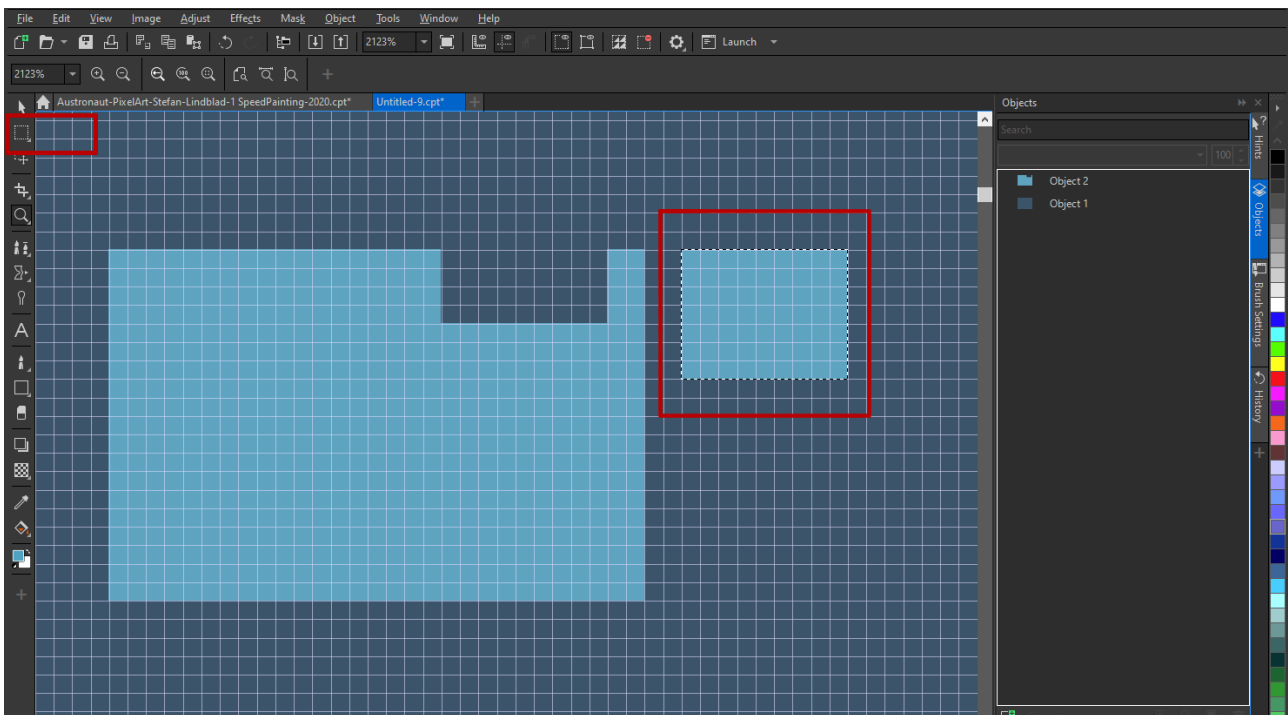 File Edit View Image Adjust Effects Mask Object Tools Window Help
2123% Launch
2123% 100
Austronaut-PixelArt-Stefan-Lindblad-1 SpeedPainting-2020.cpt* Untitled-9.cpt*
Objects
Search
100
Object 2
Object 1
A
Hints
Objects
Brush Settings
History